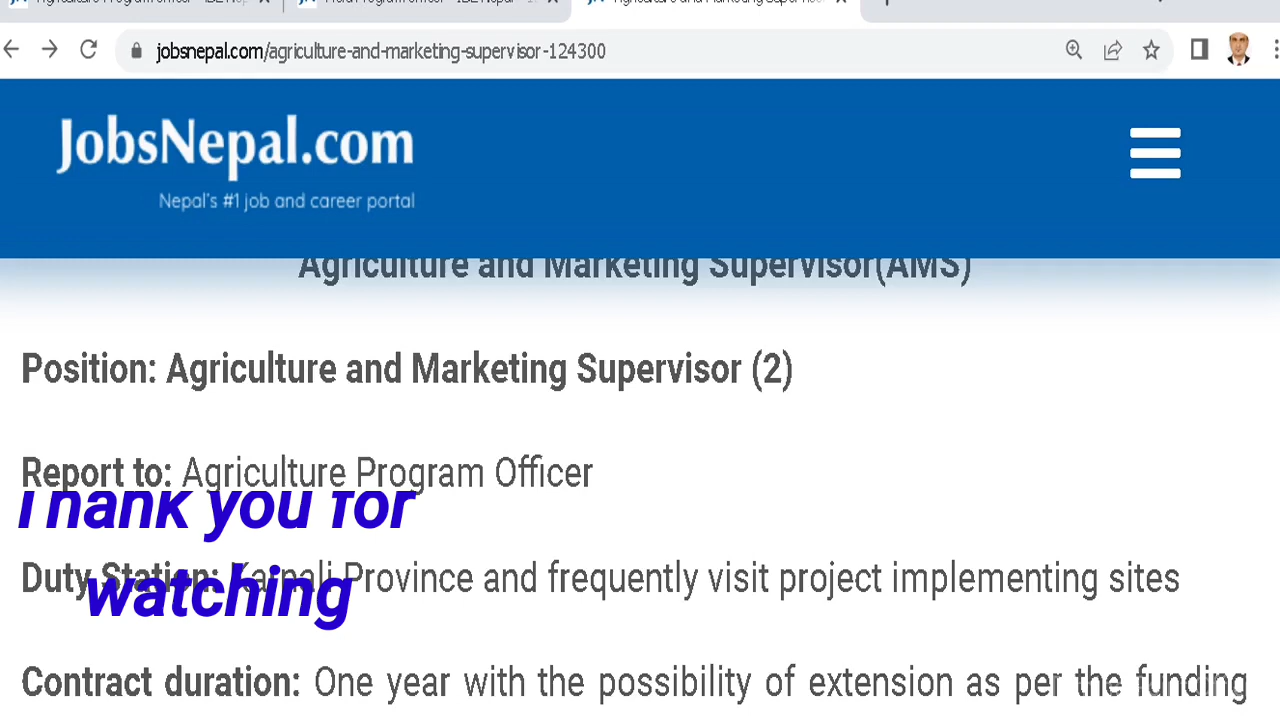 jobsnepal.com/agriculture-and-marketing-supervisor-124300
JobsNepal.com
Nepal's #1 job and career portal
Agriculture and Marketing Supervisor(AMS)
Position: Agriculture and Marketing Supervisor (2)
Report to: Agriculture Program Officer
Thank you for
Duty Station: Karnali Province and frequently visit project implementing sites
watching
Contract duration: One year with the possibility of extension as per the funding